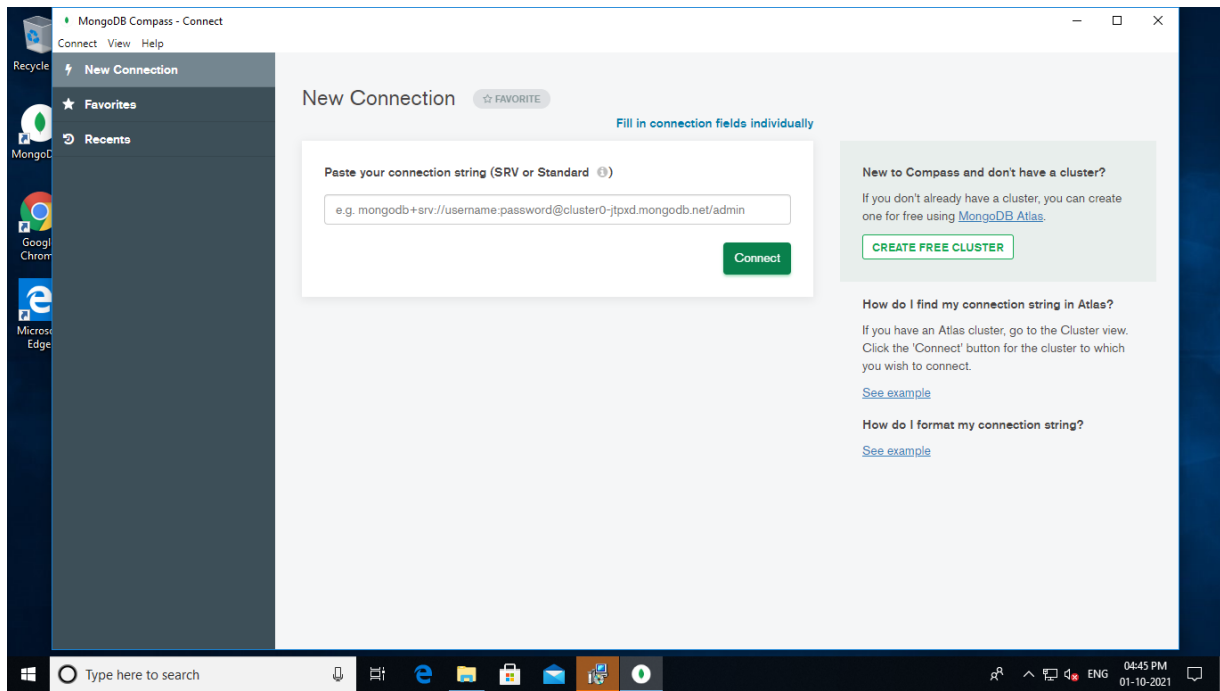 MongoDB Compass - Connect
Connect View Help
Recycle
New Connection
Favorites
Recents
New Connection
FAVORITE
Fill in connection fields individually
Paste your connection string (SRV or Standard )
e.g. mongodb+srv://username:password@cluster0-jtpxd.mongodb.net/admin
Connect
New to Compass and don't have a cluster?
If you don't already have a cluster, you can create
one for free using MongoDB Atlas.
CREATE FREE CLUSTER
How do I find my connection string in Atlas?
If you have an Atlas cluster, go to the Cluster view.
Click the 'Connect' button for the cluster to which
you wish to connect.
See example
How do I format my connection string?
See example
MongoD
Googl
Chrom
Micros
Edge
Type here to search
ENG
04:45 PM
01-10-2021